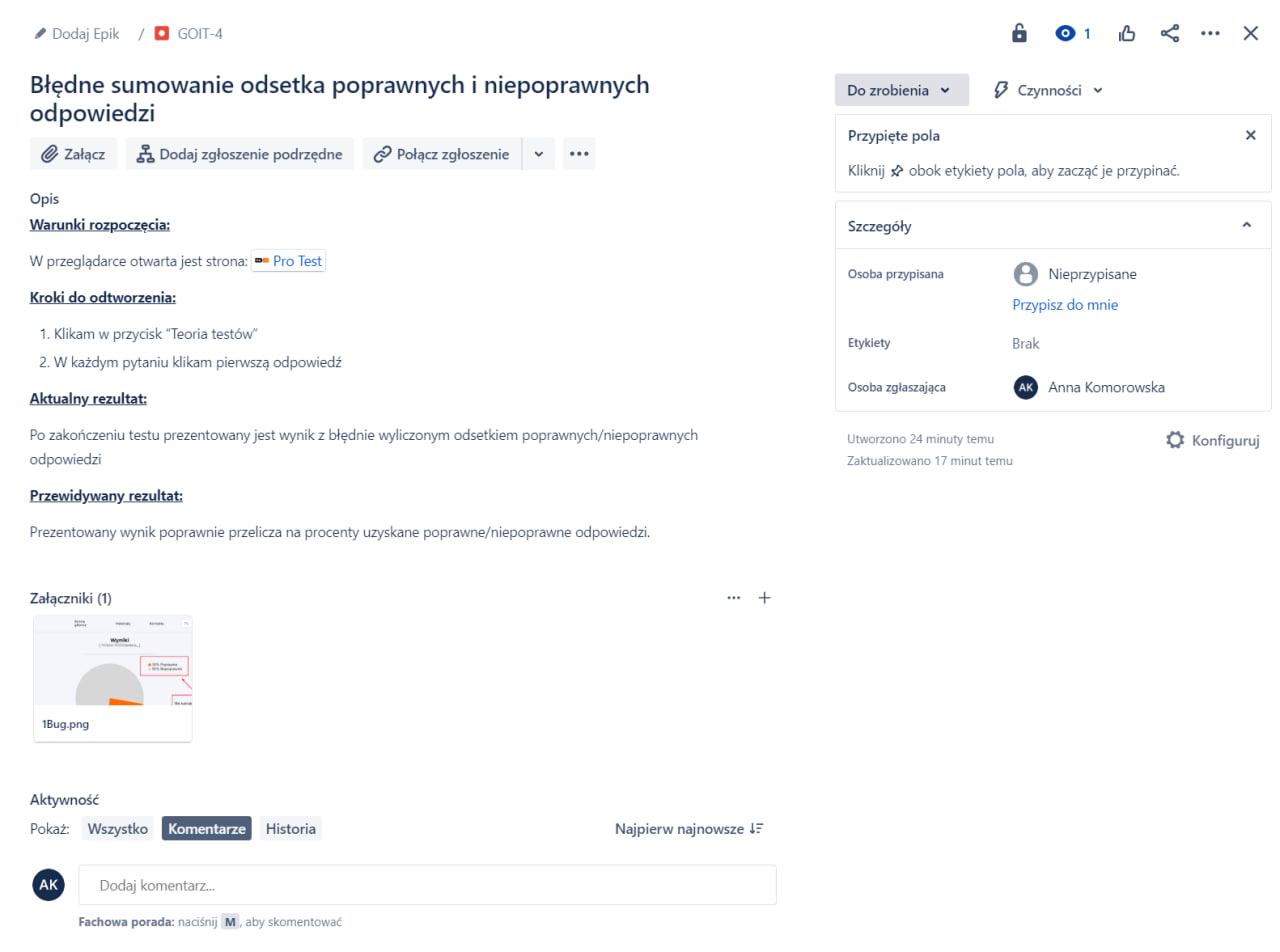 Dodaj Epik / GOIT-4
1
Błędne sumowanie odsetka poprawnych i niepoprawnych
odpowiedzi
Załącz Dodaj zgłoszenie podrzędne Połącz zgłoszenie
Opis
Warunki rozpoczęcia:
W przeglądarce otwarta jest strona: Pro Test
Kroki do odtworzenia:
1. Klikam w przycisk “Teoria testów”
2. W każdym pytaniu klikam pierwszą odpowiedź
Aktualny rezultat:
Po zakończeniu testu prezentowany jest wynik z błędnie wyliczonym odsetkiem poprawnych/niepoprawnych
odpowiedzi
Przewidywany rezultat:
Prezentowany wynik poprawnie przelicza na procenty uzyskane poprawne/niepoprawne odpowiedzi.
Załączniki (1)
Wyniki
1Bug.png
Aktywność
Pokaż: Wszystko Komentarze Historia Najpierw najnowsze
AK Dodaj komentarz...
Fachowa porada: naciśnij M, aby skomentować
Do zrobienia Czynności
Przypięte pola
Kliknij obok etykiety pola, aby zacząć je przypinać.
Szczegóły
Osoba przypisana Nieprzypisane
Przypisz do mnie
Etykiety Brak
Osoba zgłaszająca AK Anna Komorowska
Utworzono 24 minuty temu Konfiguruj
Zaktualizowano 17 minut temu